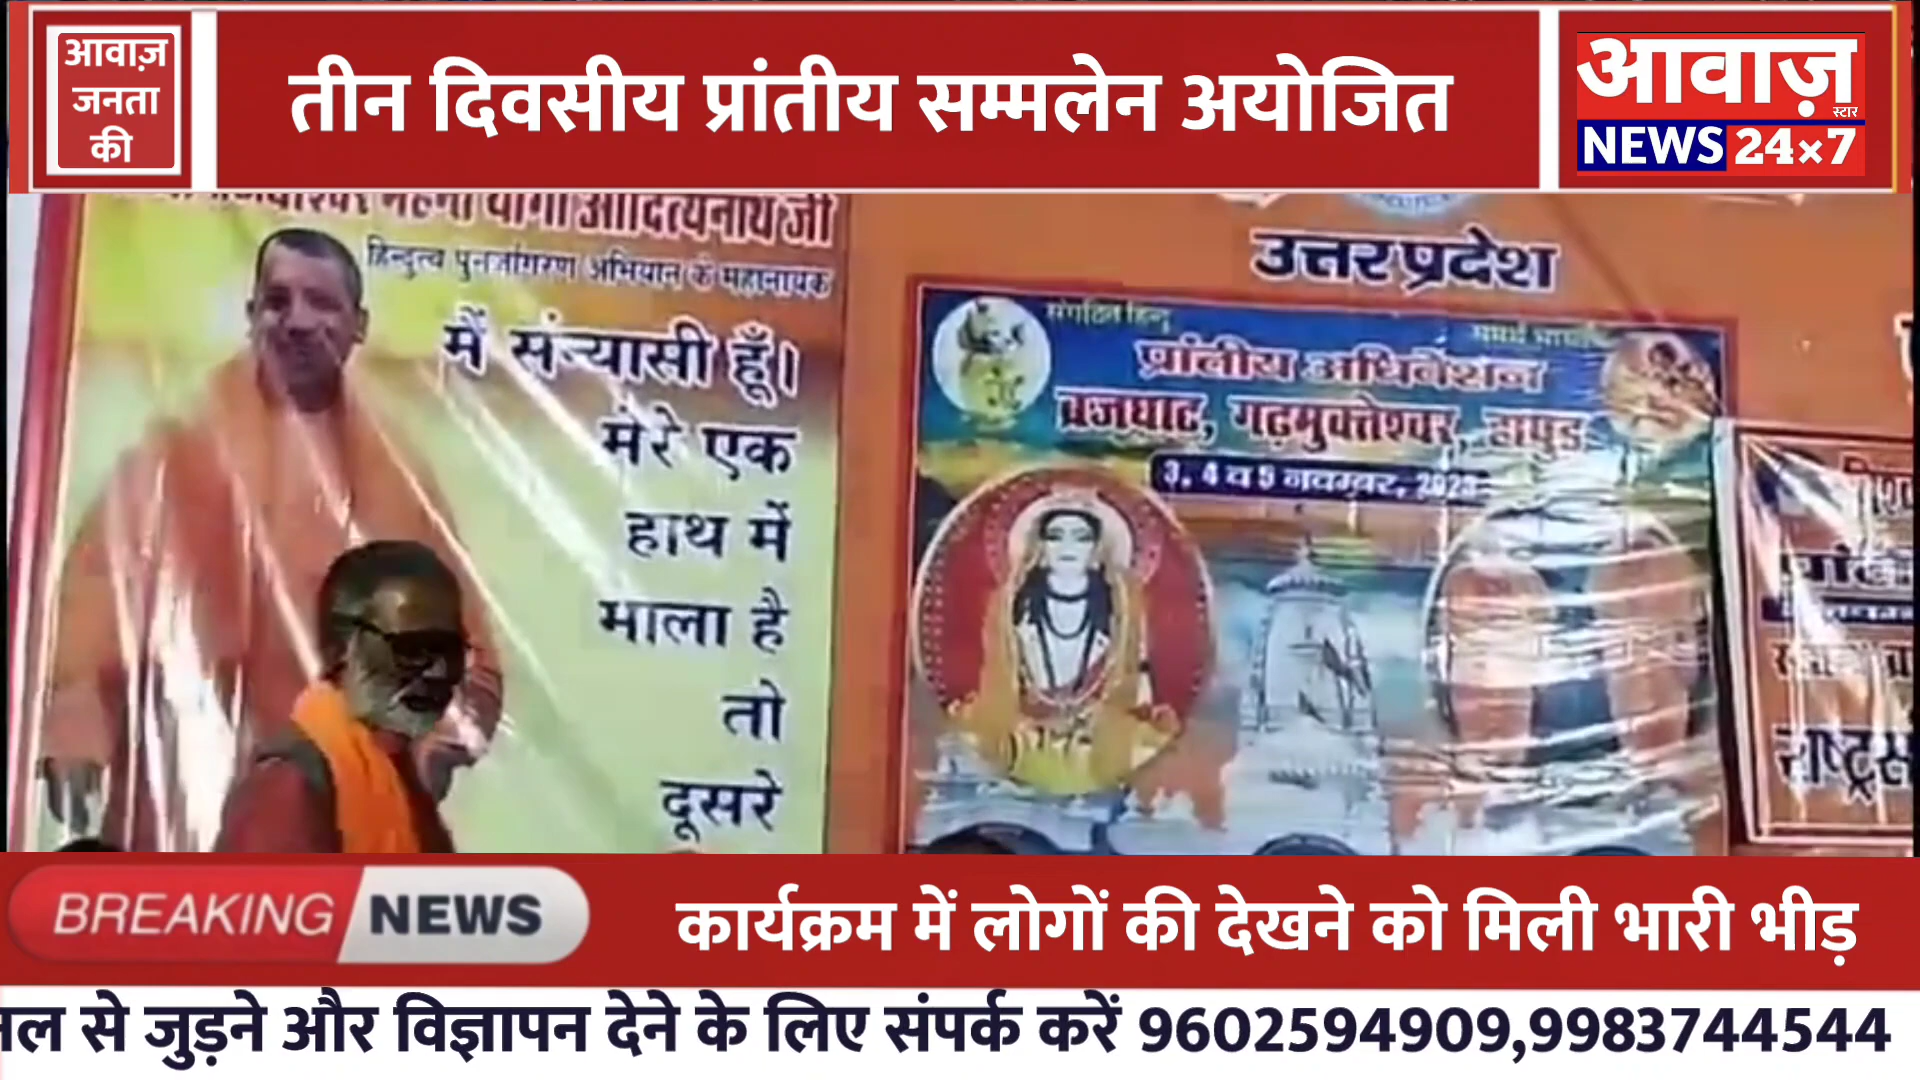 आवाज़
जनता
की
तीन दिवसीय प्रांतीय सम्मलेन अयोजित
आवाज़
स्टार
NEWS 24×7
योगी आदित्यनाथ जी
हिन्दुत्व पुनर्जागरण अभियान के महानायक
मैं संन्यासी हूँ।
मेरे एक
हाथ में
माला है
तो
दूसरे
उत्तर प्रदेश
संगठित हिन्दू
प्रांतीय अधिवेशन
ब्रजघाट, गढ़मुक्तेश्वर, हापुड़
3, 4 व 5 नवम्बर, 2023
BREAKING NEWS
कार्यक्रम में लोगों की देखने को मिली भारी भीड़
से जुड़ने और विज्ञापन देने के लिए संपर्क करें 9602594909,9983744544